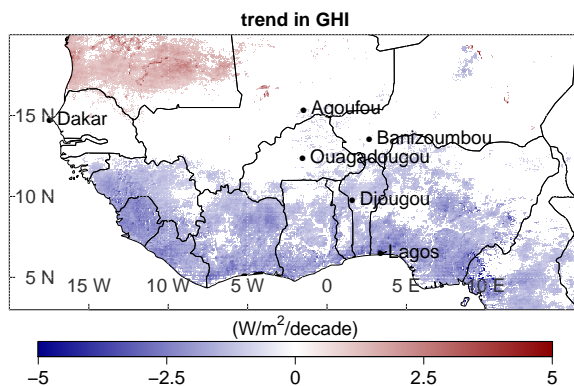 trend in GHI
15 N
Dakar
Agoufou
Banizoumbou
Ouagadougou
10 N
Djougou
Lagos
5 N
15 W 10 W 5 W 0 5 E 10 E
(W/m²/decade)
−5 −2.5 0 2.5 5